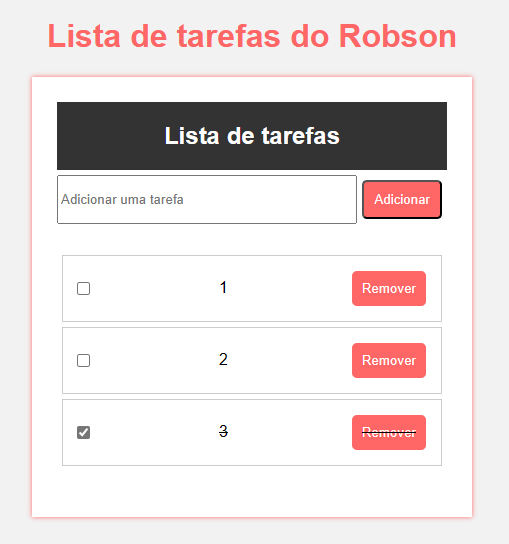 Lista de tarefas do Robson
Lista de tarefas
Adicionar uma tarefa Adicionar
1 Remover
2 Remover
3 Remover